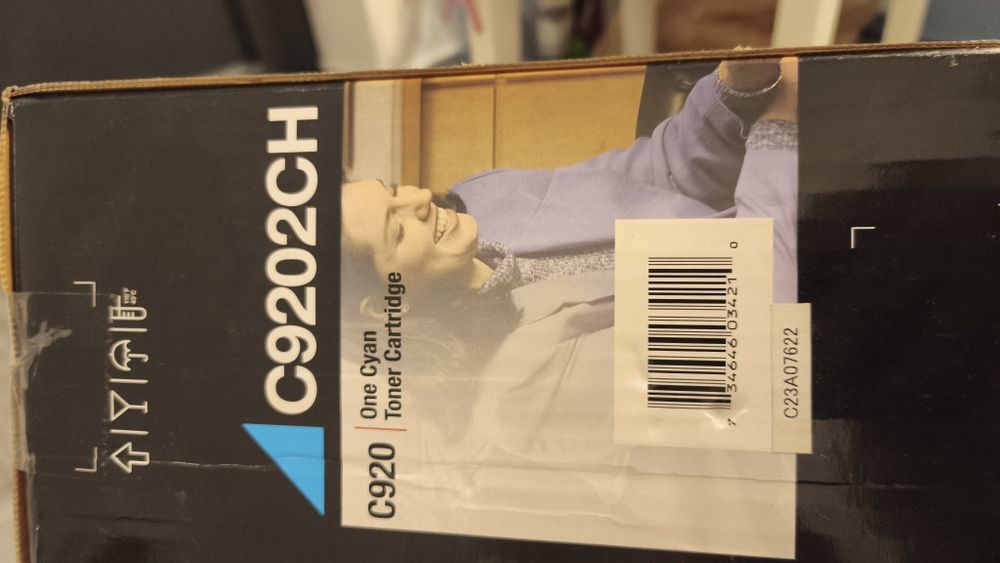 C9202CH
C920
One Cyan
Toner Cartridge
7 34646 03421 0
C23A07622